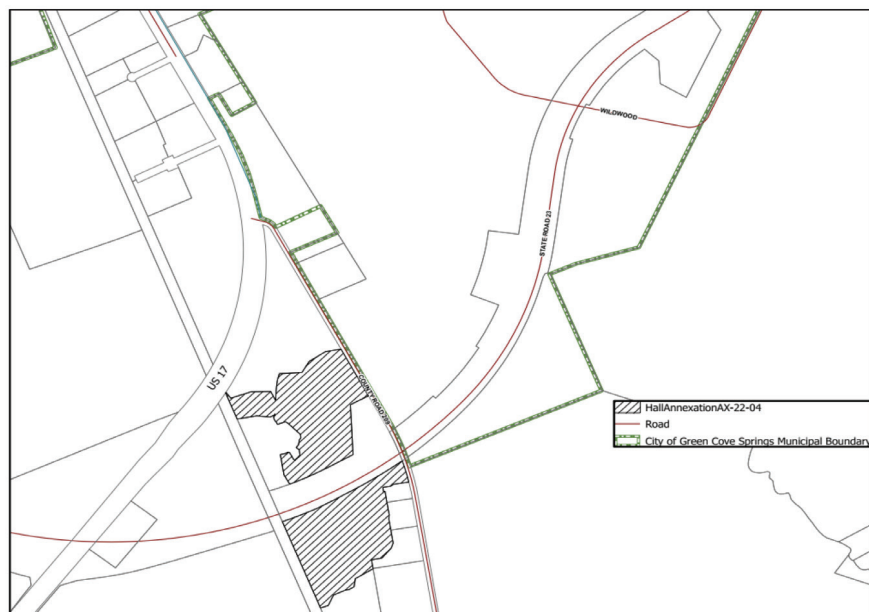 WILDWOOD
STATE ROAD 23
US 17
COUNTY ROAD 209
HallAnnexationAX-22-04
Road
City of Green Cove Springs Municipal Boundary